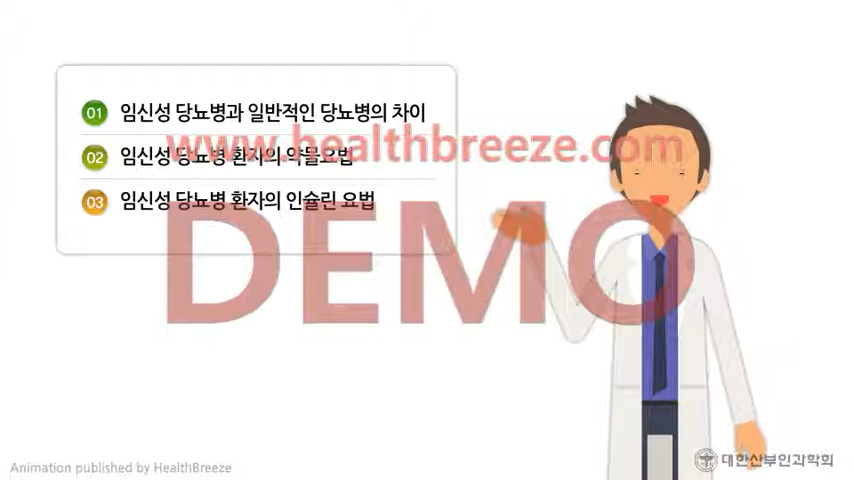 01 임신성 당뇨병과 일반적인 당뇨병의 차이
www.healthbreeze.com
02 임신성 당뇨병 환자의 약물요법
03 임신성 당뇨병 환자의 인슐린 요법
DEMO
Animation published by HealthBreeze
대한산부인과학회